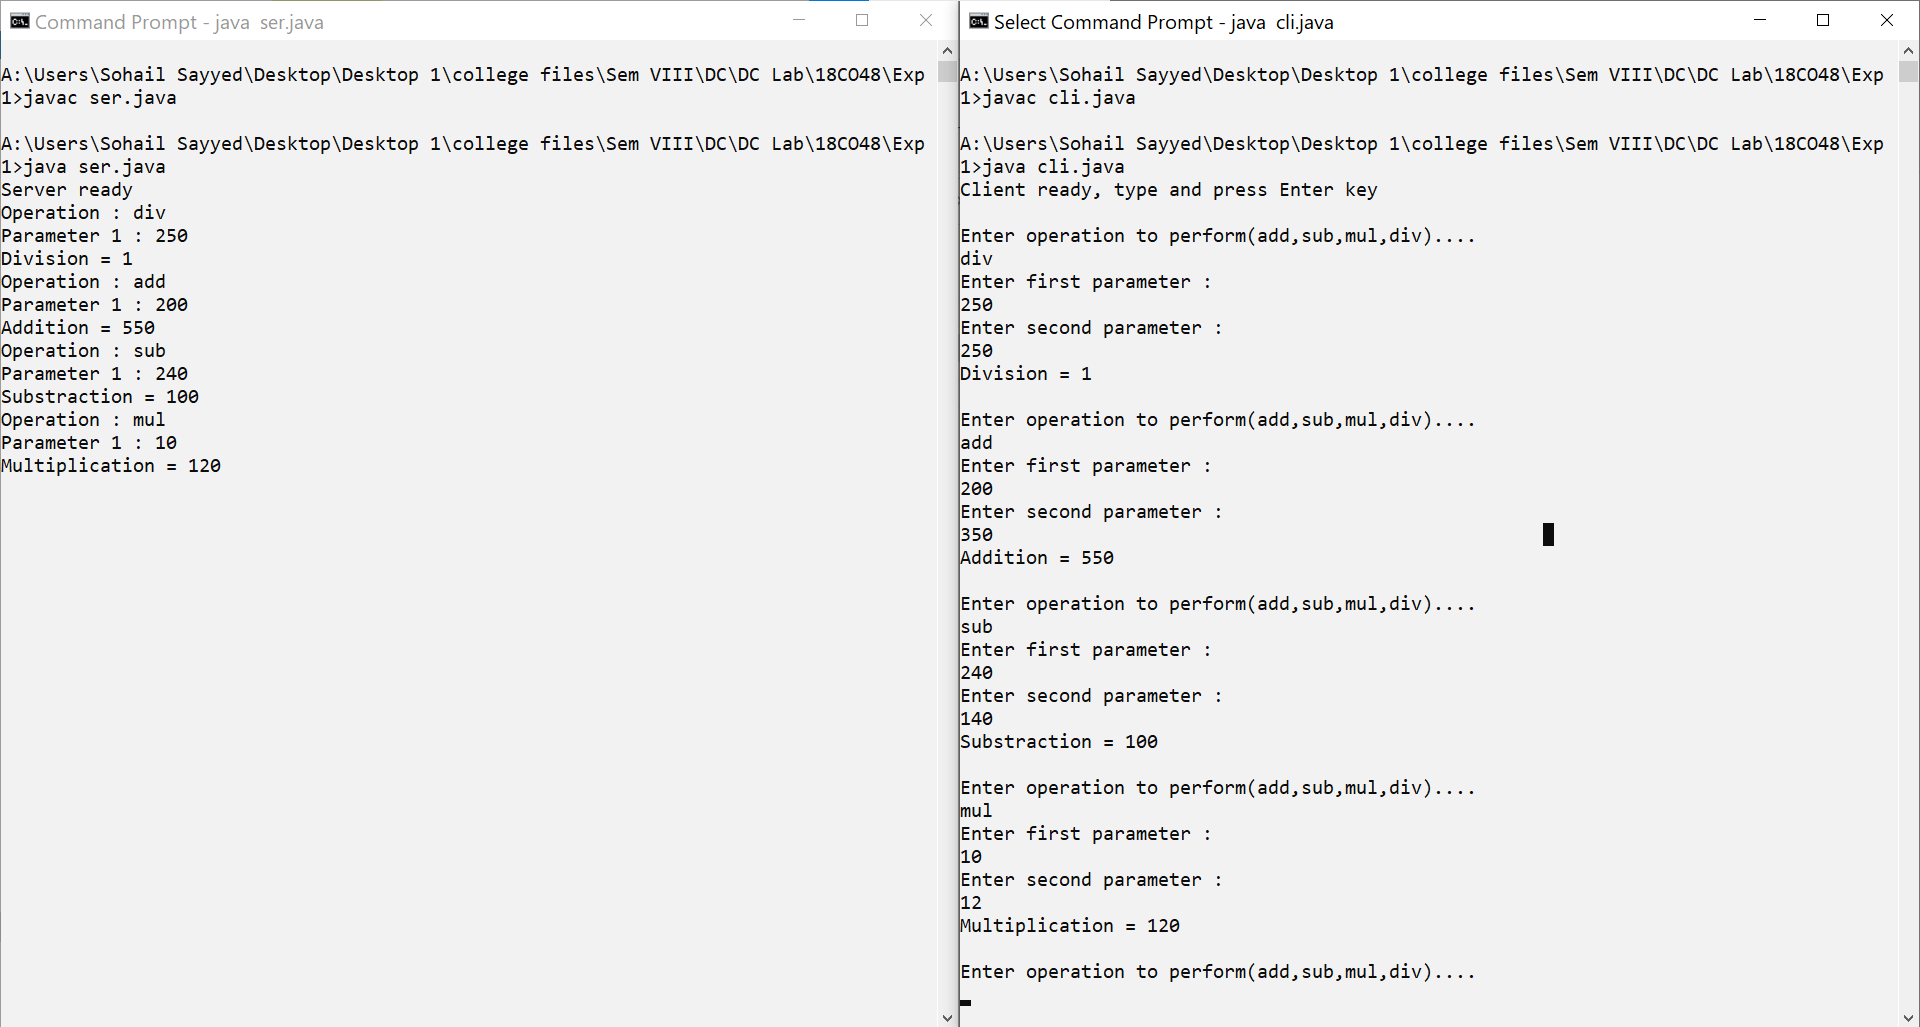 Command Prompt - java  ser.java
A:\Users\Sohail Sayyed\Desktop\Desktop 1\college files\Sem VIII\DC\DC Lab\18CO48\Exp
1>javac ser.java
A:\Users\Sohail Sayyed\Desktop\Desktop 1\college files\Sem VIII\DC\DC Lab\18CO48\Exp
1>java ser.java
Server ready
Operation : div
Parameter 1 : 250
Division = 1
Operation : add
Parameter 1 : 200
Addition = 550
Operation : sub
Parameter 1 : 240
Substraction = 100
Operation : mul
Parameter 1 : 10
Multiplication = 120
Select Command Prompt - java  cli.java
A:\Users\Sohail Sayyed\Desktop\Desktop 1\college files\Sem VIII\DC\DC Lab\18CO48\Exp
1>javac cli.java
A:\Users\Sohail Sayyed\Desktop\Desktop 1\college files\Sem VIII\DC\DC Lab\18CO48\Exp
1>java cli.java
Client ready, type and press Enter key
Enter operation to perform(add,sub,mul,div)....
div
Enter first parameter :
250
Enter second parameter :
250
Division = 1
Enter operation to perform(add,sub,mul,div)....
add
Enter first parameter :
200
Enter second parameter :
350
Addition = 550
Enter operation to perform(add,sub,mul,div)....
sub
Enter first parameter :
240
Enter second parameter :
140
Substraction = 100
Enter operation to perform(add,sub,mul,div)....
mul
Enter first parameter :
10
Enter second parameter :
12
Multiplication = 120
Enter operation to perform(add,sub,mul,div)....